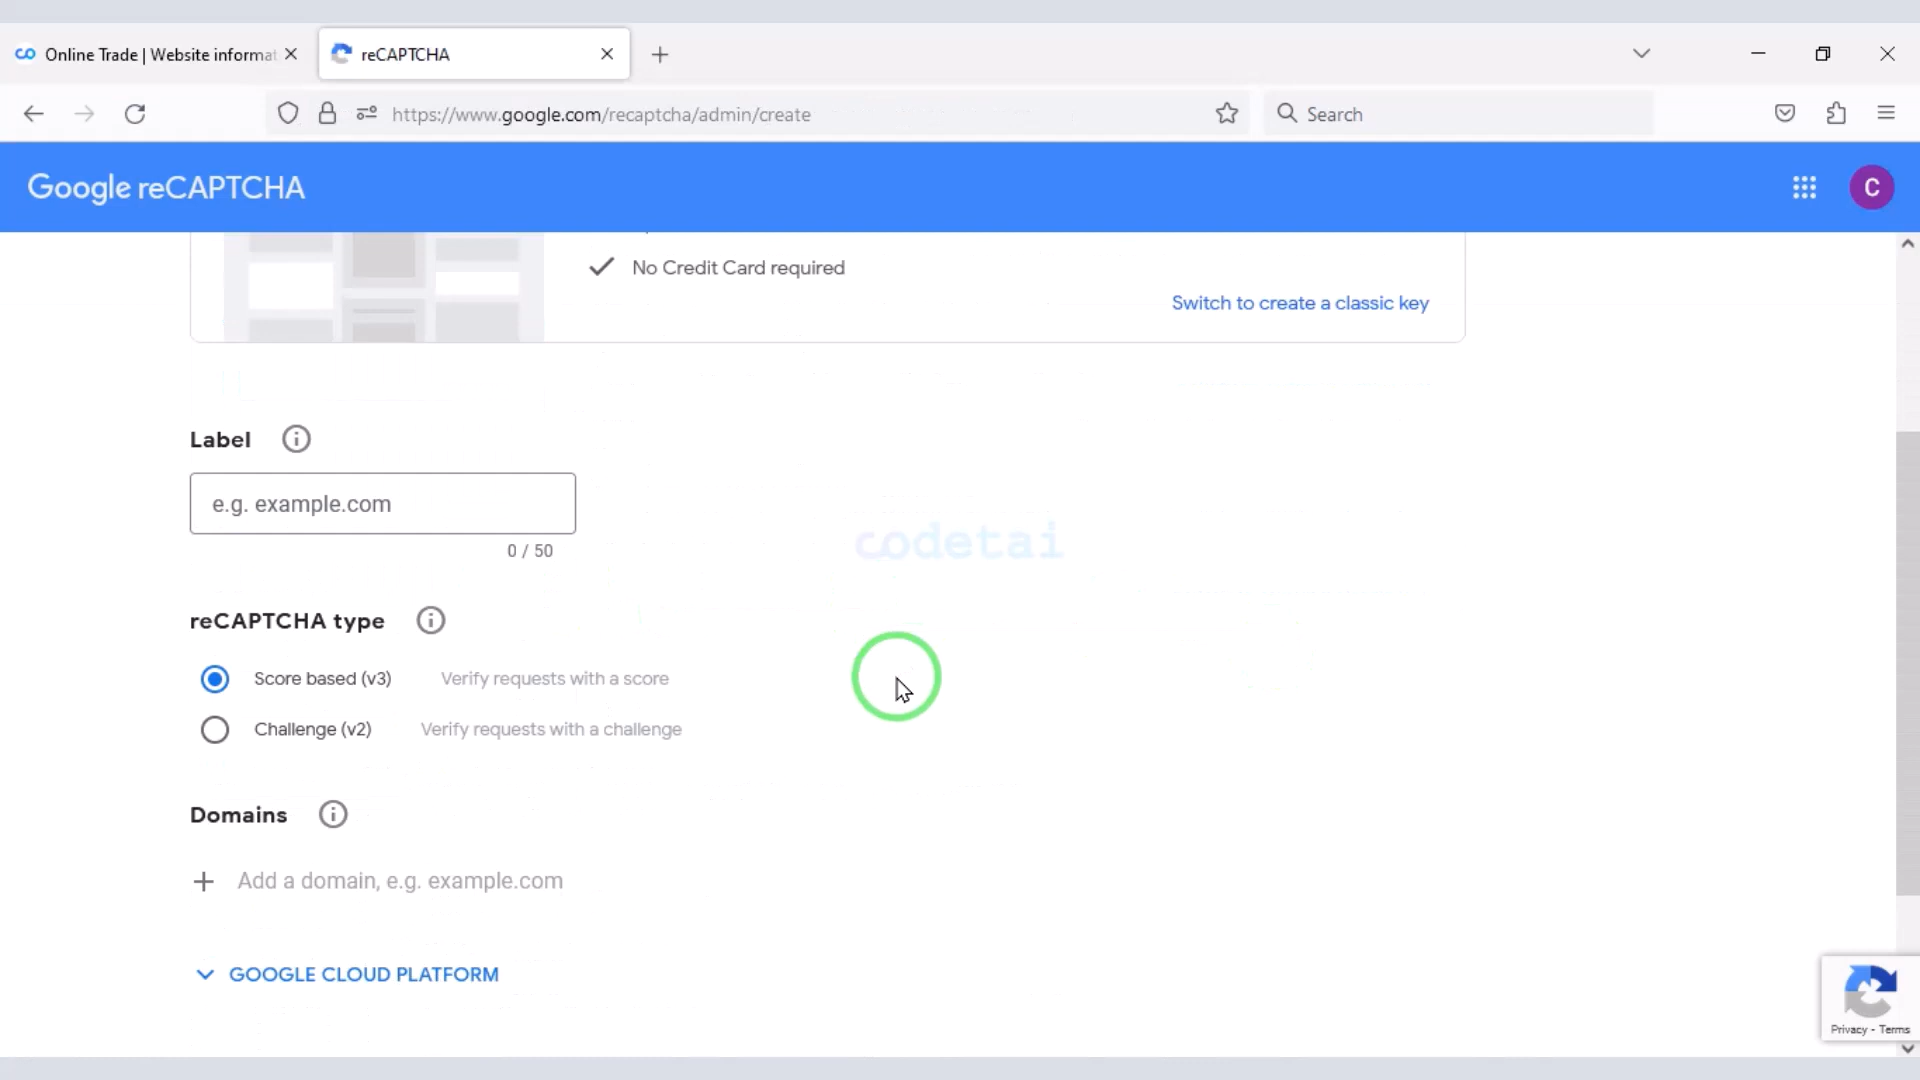 Online Trade | Website informat
reCAPTCHA
https://www.google.com/recaptcha/admin/create
Search
Google reCAPTCHA
C
No Credit Card required
Switch to create a classic key
Label
e.g. example.com
0 / 50
codetai
reCAPTCHA type
Score based (v3) Verify requests with a score
Challenge (v2) Verify requests with a challenge
Domains
Add a domain, e.g. example.com
GOOGLE CLOUD PLATFORM
Privacy - Terms